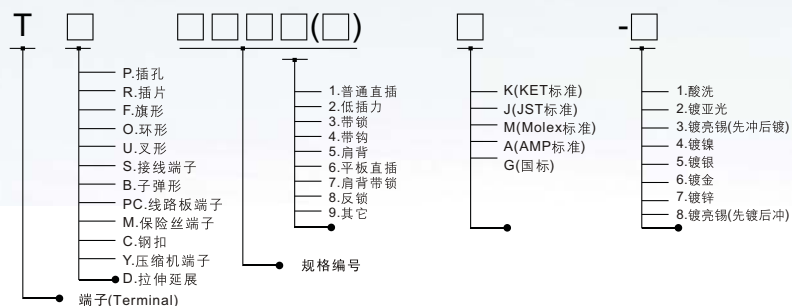 T □ □□□□(□) □ -□
P.插孔
R.插片
F.旗形
O.环形
U.叉形
S.接线端子
B.子弹形
PC.线路板端子
M.保险丝端子
C.钢扣
Y.压缩机端子
D.拉伸延展
端子(Terminal)
1.普通直插
2.低插力
3.带锁
4.带钩
5.肩背
6.平板直插
7.肩背带锁
8.反锁
9.其它
规格编号
K(KET标准)
J(JST标准)
M(Molex标准)
A(AMP标准)
G(国标)
1.酸洗
2.镀亚光
3.镀亮锡(先冲后镀)
4.镀镍
5.镀银
6.镀金
7.镀锌
8.镀亮锡(先镀后冲)